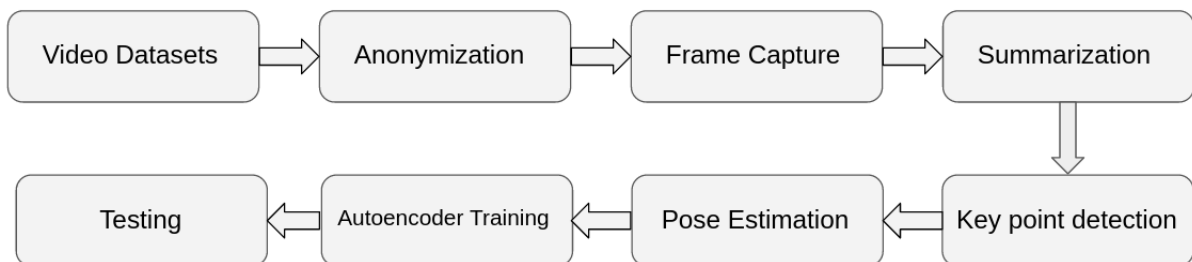 Video Datasets
Anonymization
Frame Capture
Summarization
Key point detection
Pose Estimation
Autoencoder Training
Testing